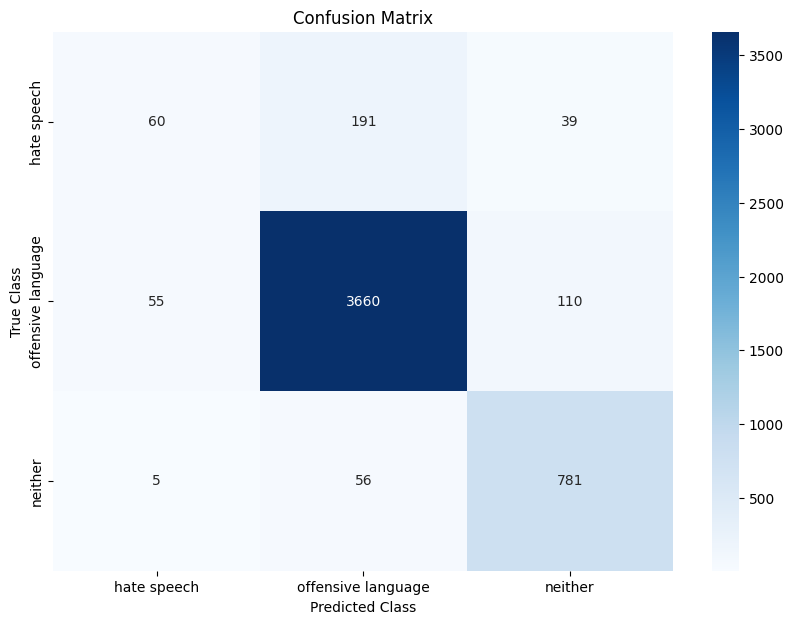 Confusion Matrix
True Class
hate speech
offensive language
neither
60 191 39
55 3660 110
5 56 781
hate speech offensive language neither
Predicted Class
3500
3000
2500
2000
1500
1000
500